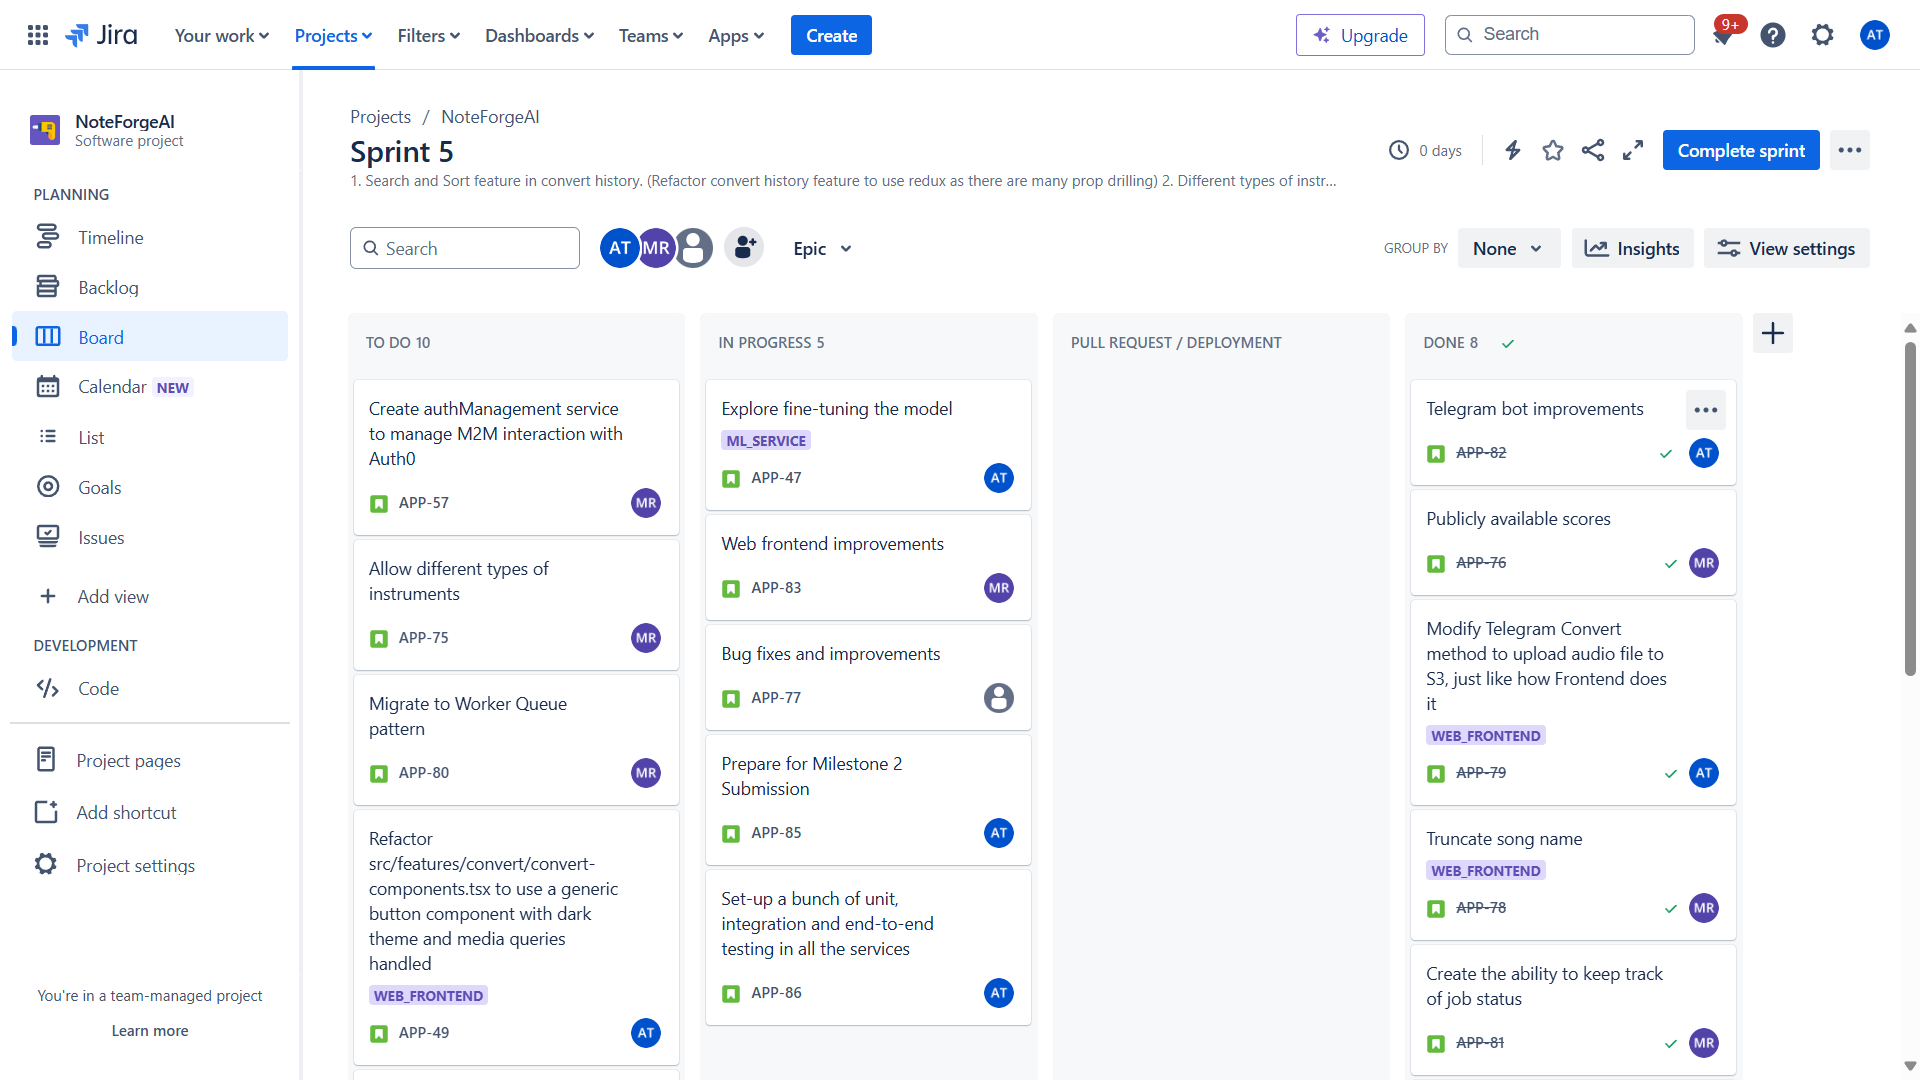 Jira
Your work
Projects
Filters
Dashboards
Teams
Apps
Create
Upgrade
Search
9+
AT
NoteForgeAI
Software project
PLANNING
Timeline
Backlog
Board
Calendar NEW
List
Goals
Issues
Add view
DEVELOPMENT
Code
Project pages
Add shortcut
Project settings
You're in a team-managed project
Learn more
Projects / NoteForgeAI
Sprint 5
1. Search and Sort feature in convert history. (Refactor convert history feature to use redux as there are many prop drilling) 2. Different types of instr...
0 days
Complete sprint
Search
AT
MR
Epic
GROUP BY
None
Insights
View settings
TO DO 10
Create authManagement service
to manage M2M interaction with
Auth0
APP-57
MR
Allow different types of
instruments
APP-75
MR
Migrate to Worker Queue
pattern
APP-80
MR
Refactor
src/features/convert/convert-
components.tsx to use a generic
button component with dark
theme and media queries
handled
WEB_FRONTEND
APP-49
AT
IN PROGRESS 5
Explore fine-tuning the model
ML_SERVICE
APP-47
AT
Web frontend improvements
APP-83
MR
Bug fixes and improvements
APP-77
Prepare for Milestone 2
Submission
APP-85
AT
Set-up a bunch of unit,
integration and end-to-end
testing in all the services
APP-86
AT
PULL REQUEST / DEPLOYMENT
DONE 8
Telegram bot improvements
APP-82
AT
Publicly available scores
APP-76
MR
Modify Telegram Convert
method to upload audio file to
S3, just like how Frontend does
it
WEB_FRONTEND
APP-79
AT
Truncate song name
WEB_FRONTEND
APP-78
MR
Create the ability to keep track
of job status
APP-81
MR